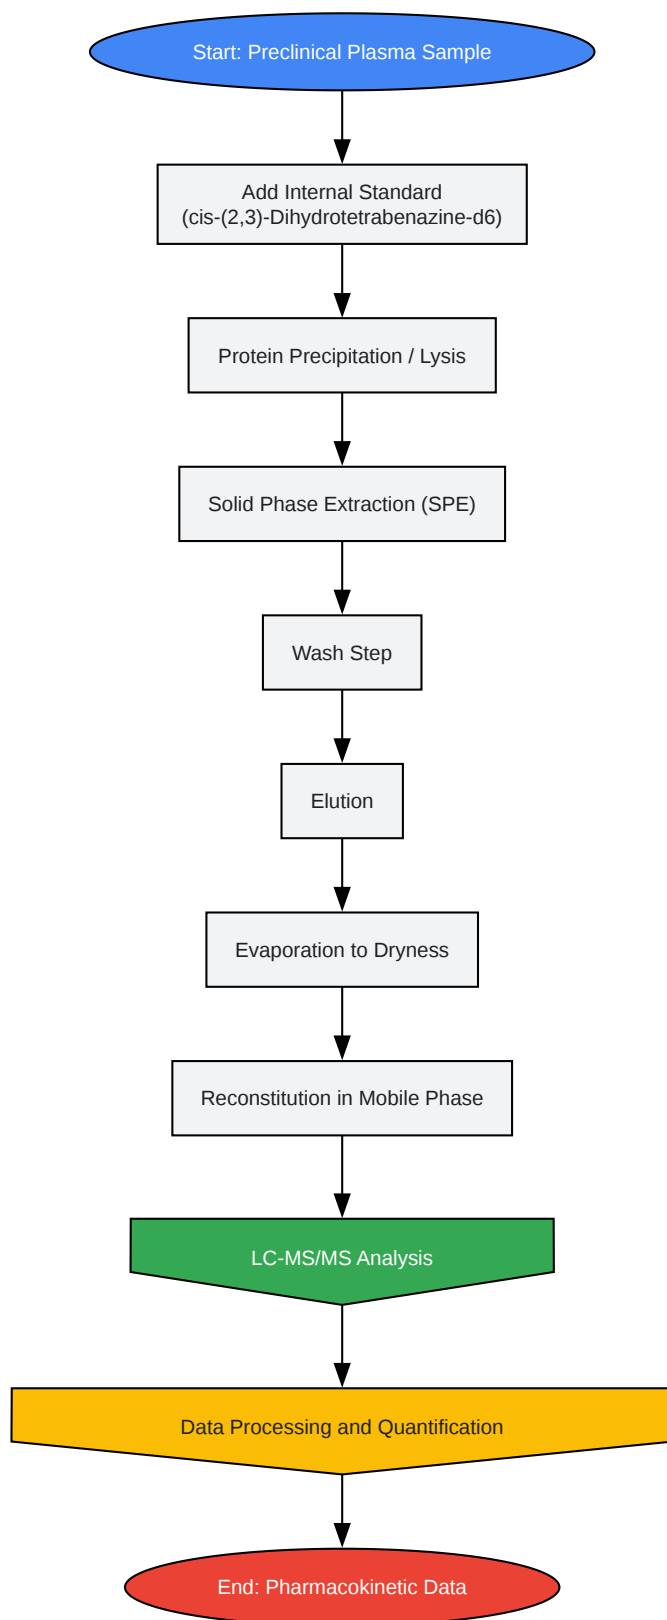 Start: Preclinical Plasma Sample
Add Internal Standard
(cis-(2,3)-Dihydrotetrabenazine-d6)
Protein Precipitation / Lysis
Solid Phase Extraction (SPE)
Wash Step
Elution
Evaporation to Dryness
Reconstitution in Mobile Phase
LC-MS/MS Analysis
Data Processing and Quantification
End: Pharmacokinetic Data